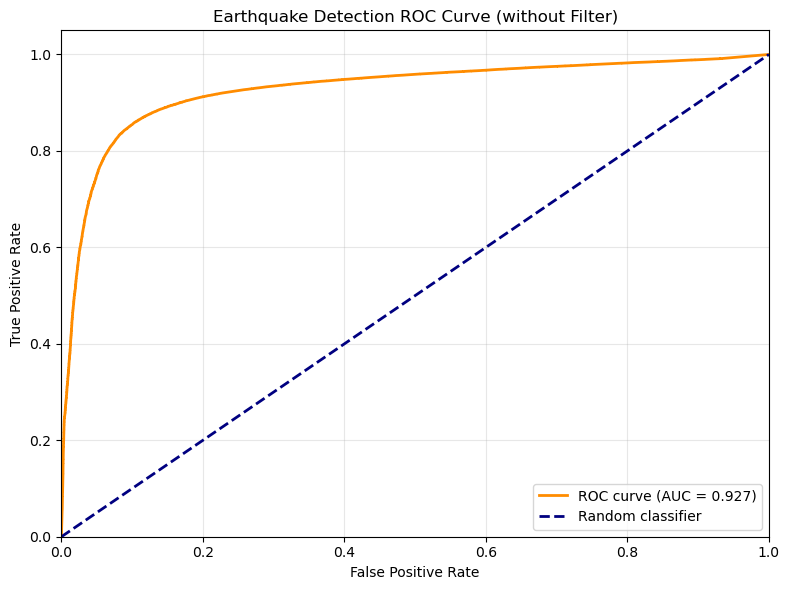 Earthquake Detection ROC Curve (without Filter)
True Positive Rate
1.0
0.8
0.6
0.4
0.2
0.0
ROC curve (AUC = 0.927)
Random classifier
0.0 0.2 0.4 0.6 0.8 1.0
False Positive Rate